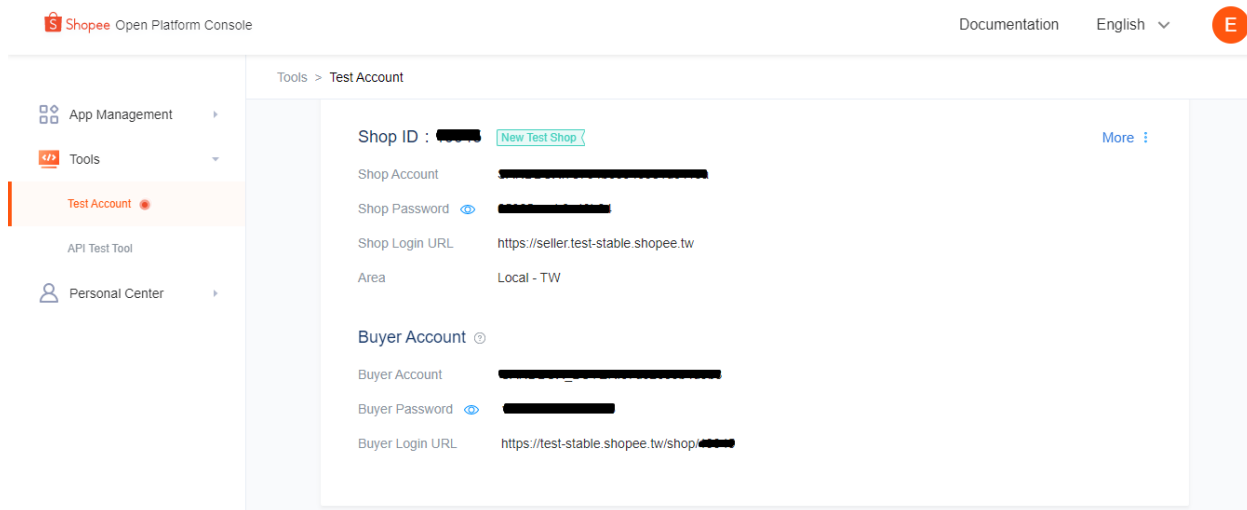 Shopee Open Platform Console
Documentation
English
E
Tools > Test Account
App Management
Tools
Test Account
API Test Tool
Personal Center
Shop ID :
New Test Shop
More
Shop Account
Shop Password
Shop Login URL https://seller.test-stable.shopee.tw
Area Local - TW
Buyer Account
Buyer Account
Buyer Password
Buyer Login URL https://test-stable.shopee.tw/shop/